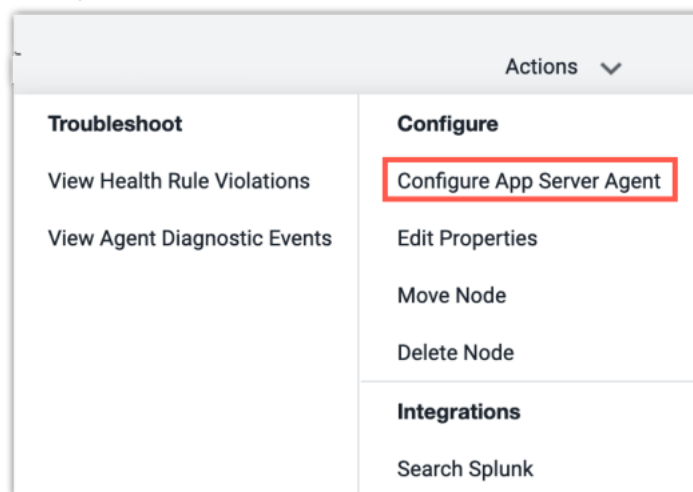 Actions
Troubleshoot
View Health Rule Violations
View Agent Diagnostic Events
Configure
Configure App Server Agent
Edit Properties
Move Node
Delete Node
Integrations
Search Splunk